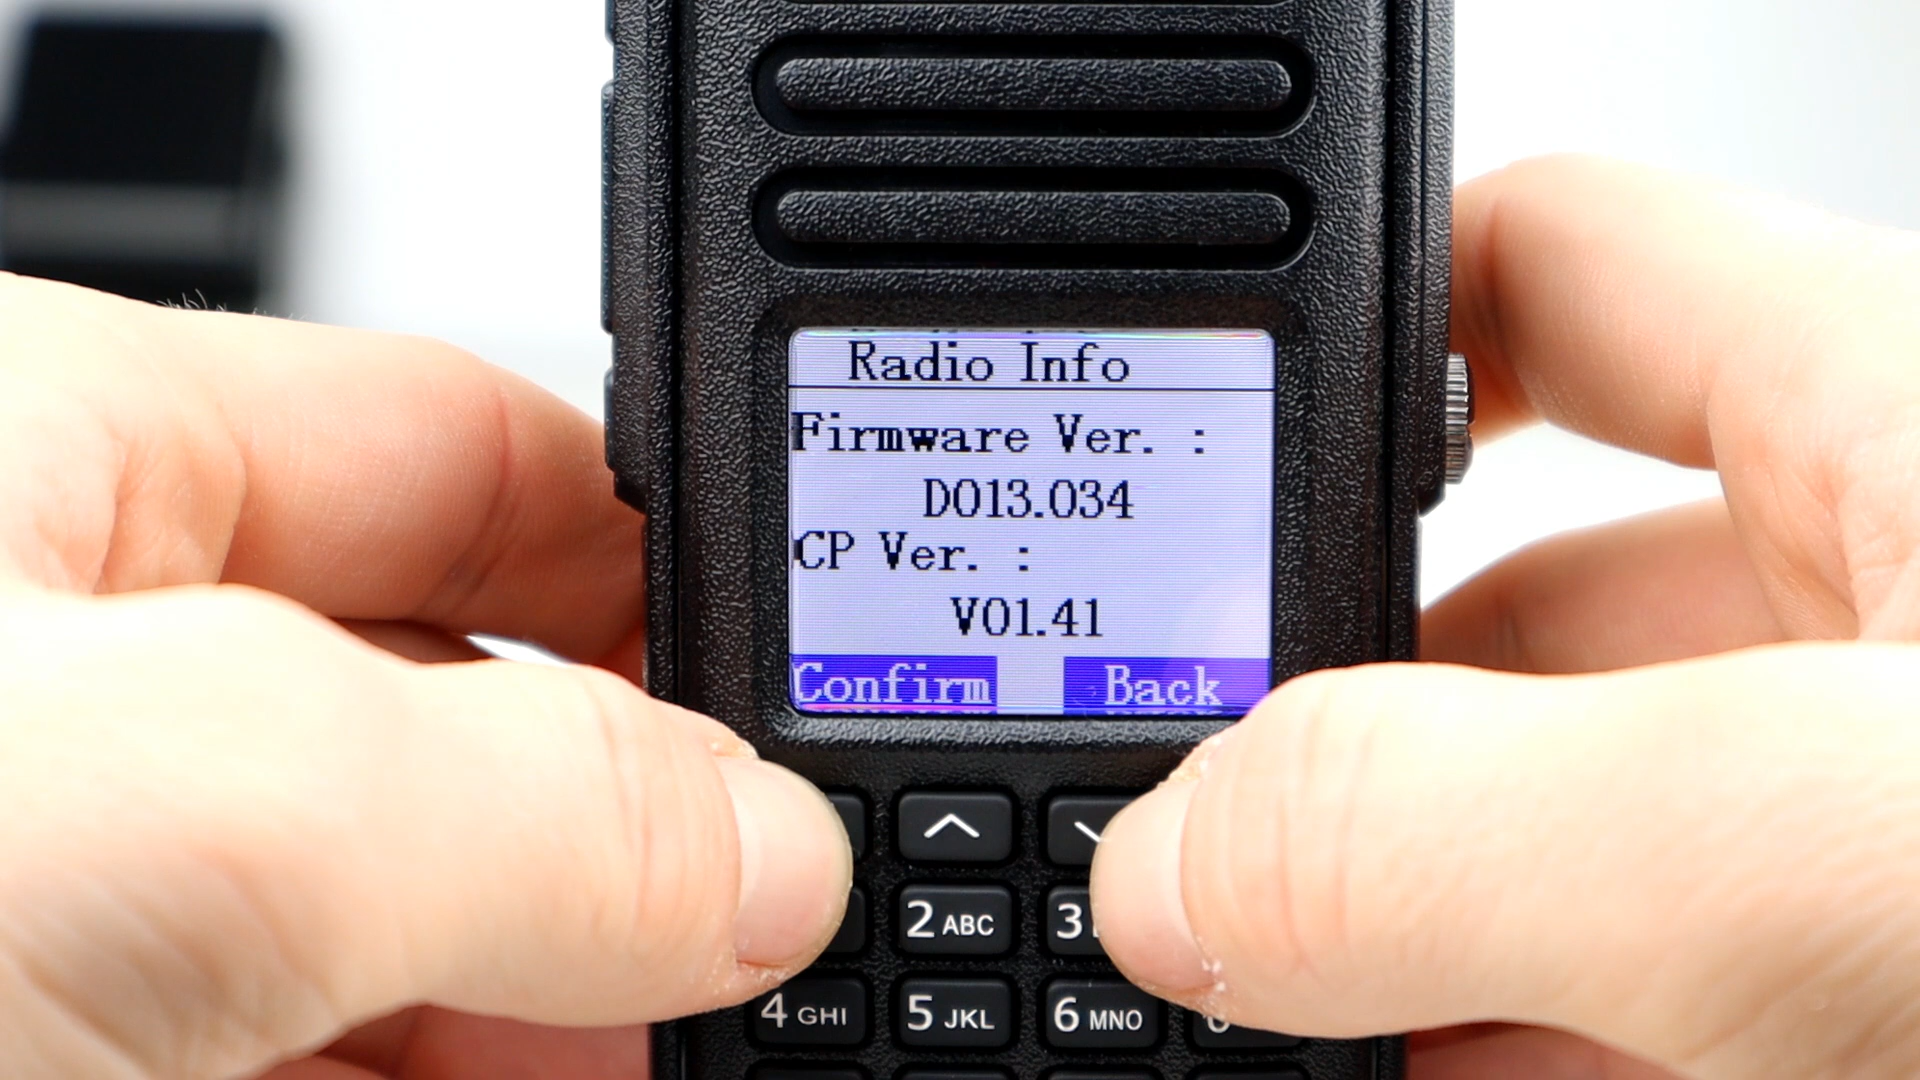 Radio Info
Firmware Ver. :
D013.034
CP Ver. :
V01.41
Confirm Back
2 ABC 3
4 GHI 5 JKL 6 MNO